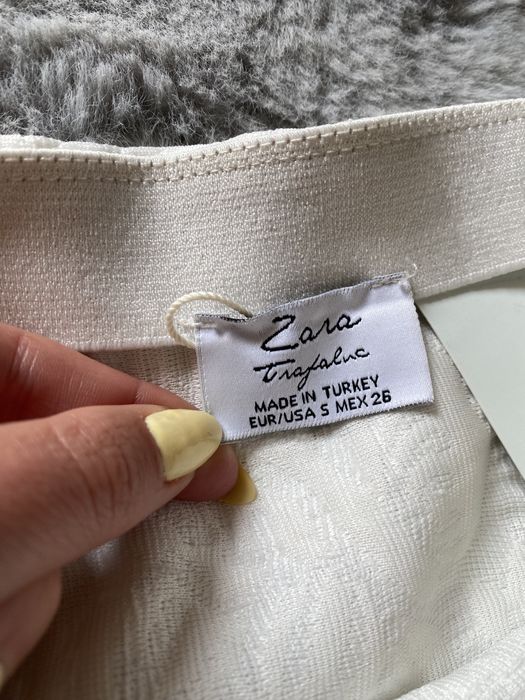 Zara
Trafaluc
MADE IN TURKEY
EUR/USA S MEX 26